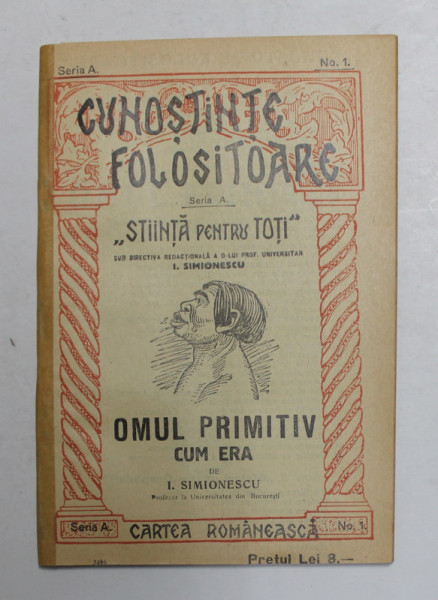 Seria A. No. 1.
CUNOȘTINȚE
FOLOSITOARE
Seria A.
„ȘTIINȚĂ PENTRU TOȚI"
SUB DIRECTIVA REDACȚIONALĂ A D-LUI PROF. UNIVERSITAR
I. SIMIONESCU
OMUL PRIMITIV
CUM ERA
DE
I. SIMIONESCU
Profesor la Universitatea din București
Seria A. CARTEA ROMÂNEASCĂ No. 1.
Prețul Lei 8.—